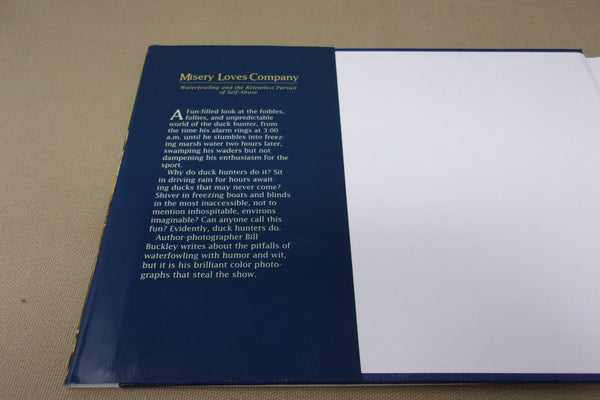 Misery Loves Company
Waterfowling and the Relentless Pursuit
of Self-Abuse
A fun-filled look at the foibles,
follies, and unpredictable
world of the duck hunter, from
the time his alarm rings at 3:00
a.m. until he stumbles into freez-
ing marsh water two hours later,
swamping his waders but not
dampening his enthusiasm for the
sport.
Why do duck hunters do it? Sit
in driving rain for hours await-
ing ducks that may never come?
Shiver in freezing boats and blinds
in the most inaccessible, not to
mention inhospitable, environs
imaginable? Can anyone call this
fun? Evidently, duck hunters do.
Author-photographer Bill
Buckley writes about the pitfalls of
waterfowling with humor and wit,
but it is his brilliant color photo-
graphs that steal the show.